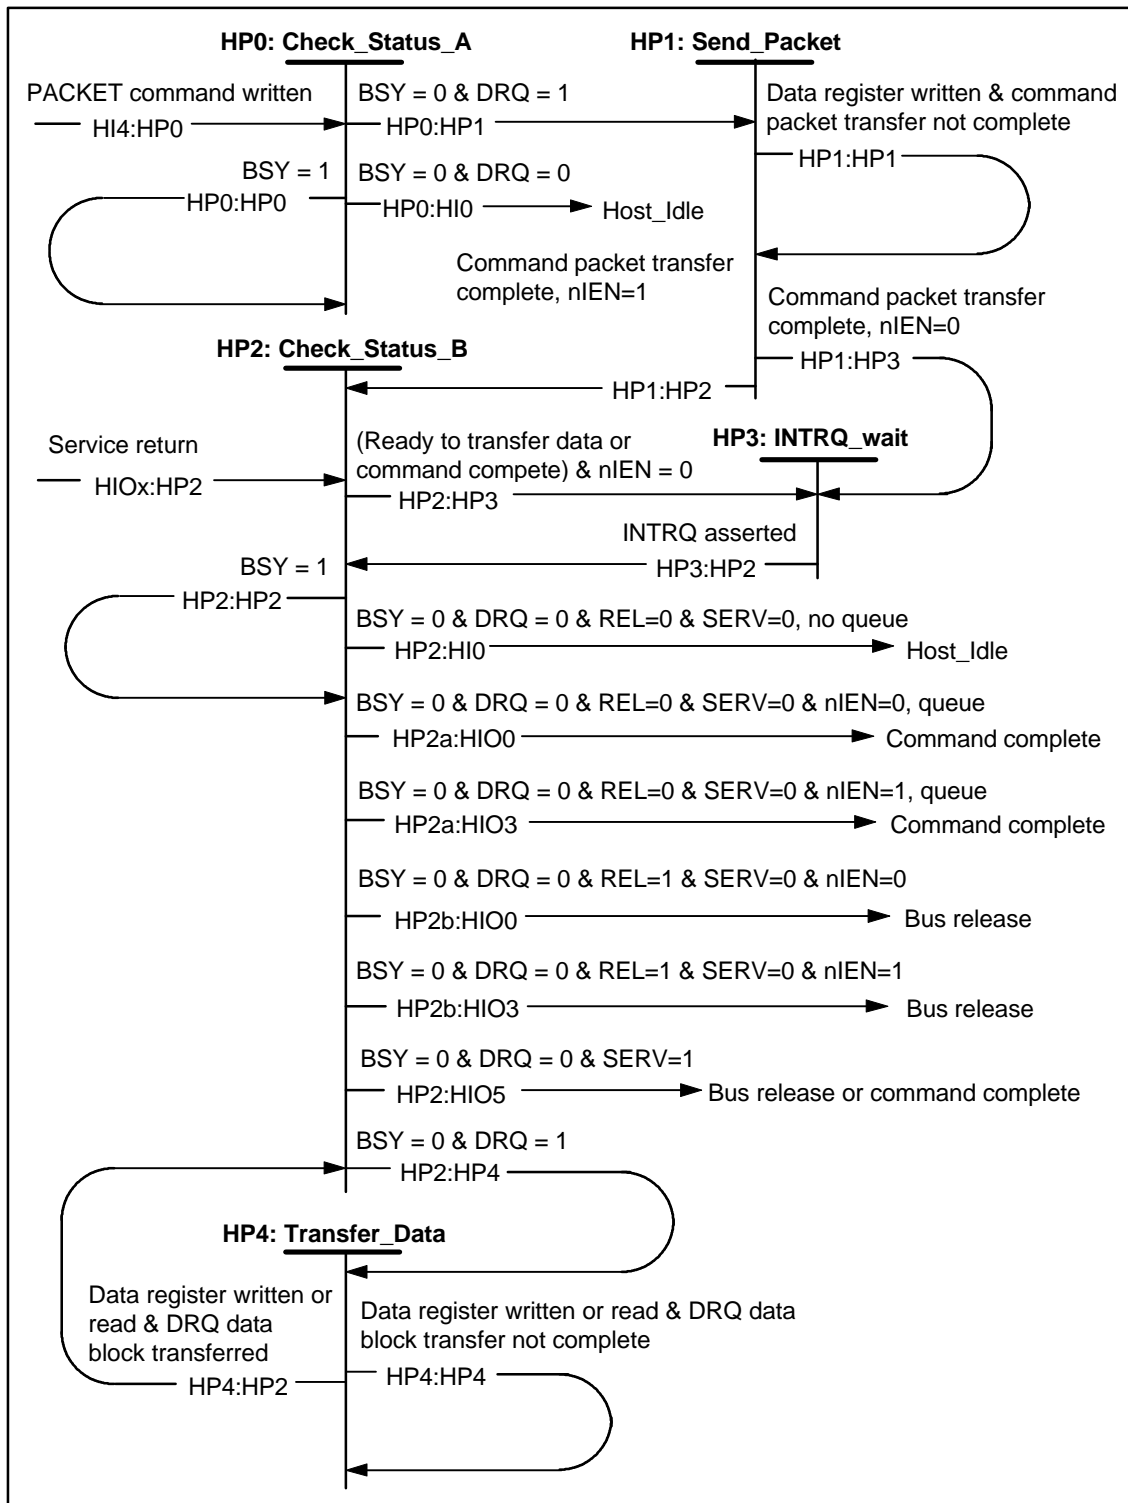 HP0: Check_Status_A
HP1: Send_Packet
PACKET command written
HI4:HP0
BSY = 0 & DRQ = 1
HP0:HP1
Data register written & command
packet transfer not complete
HP1:HP1
BSY = 1
HP0:HP0
BSY = 0 & DRQ = 0
HP0:HI0
Host_Idle
Command packet transfer
complete, nIEN=1
Command packet transfer
complete, nIEN=0
HP1:HP3
HP2: Check_Status_B
HP1:HP2
Service return
HIOx:HP2
(Ready to transfer data or
command compete) & nIEN = 0
HP2:HP3
HP3: INTRQ_wait
INTRQ asserted
HP3:HP2
BSY = 1
HP2:HP2
BSY = 0 & DRQ = 0 & REL=0 & SERV=0, no queue
HP2:HI0
Host_Idle
BSY = 0 & DRQ = 0 & REL=0 & SERV=0 & nIEN=0, queue
HP2a:HIO0
Command complete
BSY = 0 & DRQ = 0 & REL=0 & SERV=0 & nIEN=1, queue
HP2a:HIO3
Command complete
BSY = 0 & DRQ = 0 & REL=1 & SERV=0 & nIEN=0
HP2b:HIO0
Bus release
BSY = 0 & DRQ = 0 & REL=1 & SERV=0 & nIEN=1
HP2b:HIO3
Bus release
BSY = 0 & DRQ = 0 & SERV=1
HP2:HIO5
Bus release or command complete
BSY = 0 & DRQ = 1
HP2:HP4
HP4: Transfer_Data
Data register written or
read & DRQ data
block transferred
HP4:HP2
Data register written or read & DRQ data
block transfer not complete
HP4:HP4